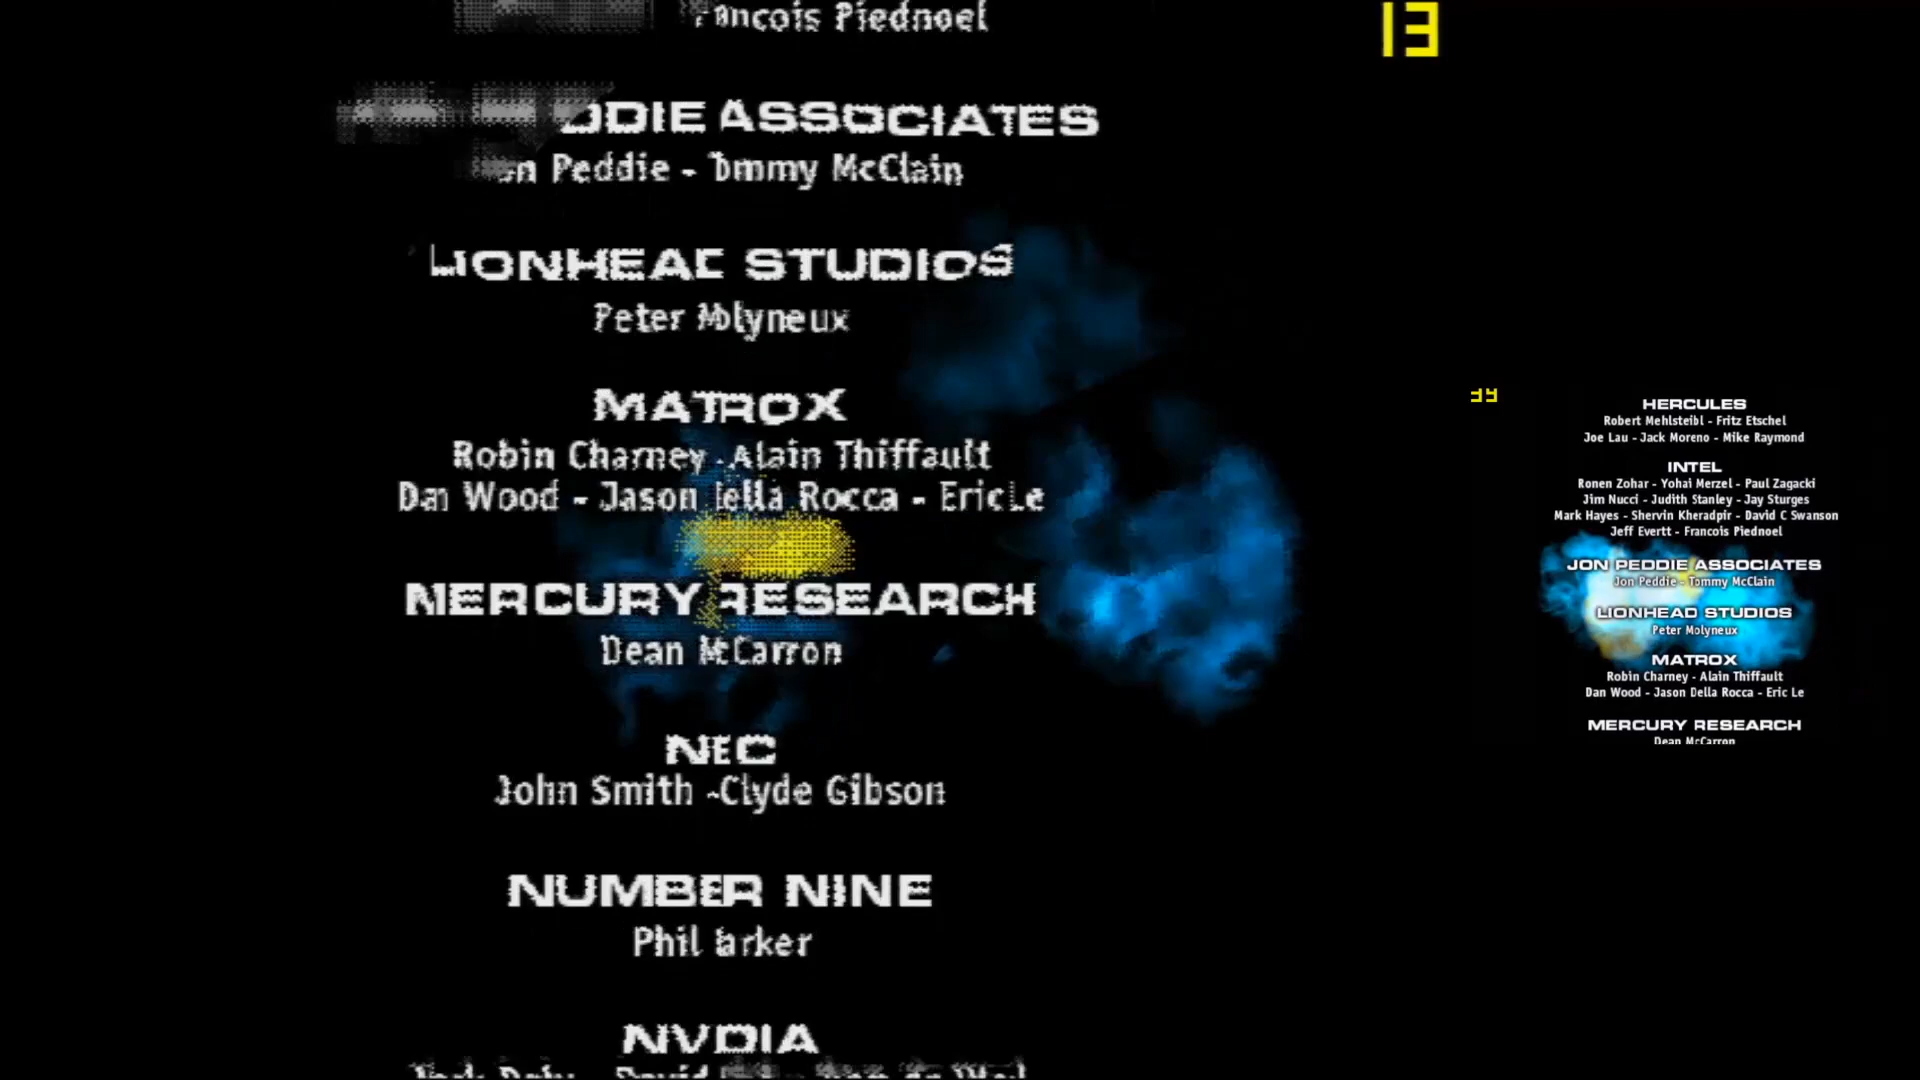 Francois Piednoel
DDIE ASSOCIATES
Peddie - Tommy McClain
LIONHEAD STUDIOS
Peter Molyneux
MATROX
Robin Charney - Alain Thiffault
Dan Wood - Jason Della Rocca - Eric Le
MERCURY RESEARCH
Dean McCarron
NEC
John Smith - Clyde Gibson
NUMBER NINE
Phil Parker
NVDIA
13
HERCULES
Robert Mehlsteibl - Fritz Etschel
Joe Lau - Jack Moreno - Mike Raymond
INTEL
Ronen Zohar - Yohai Merzel - Paul Zagacki
Jim Nucci - Judith Stanley - Jay Sturges
Mark Hayes - Shervin Kheradpir - David C Swanson
Jeff Evertt - Francois Piednoel
JON PEDDIE ASSOCIATES
Jon Peddie - Tommy McClain
LIONHEAD STUDIOS
Peter Molyneux
MATROX
Robin Charney - Alain Thiffault
Dan Wood - Jason Della Rocca - Eric Le
MERCURY RESEARCH
Dean McCarron